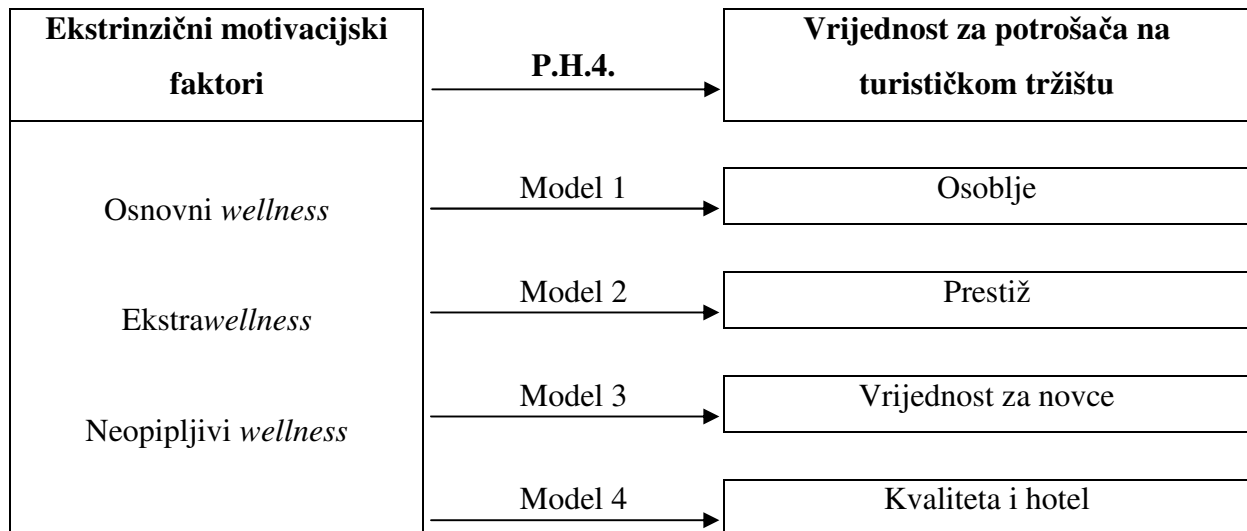 Ekstrinzični motivacijski
faktori
P.H.4.
Vrijednost za potrošača na
turističkom tržištu
Osnovni wellness
Ekstrawellness
Neopipljivi wellness
Model 1
Osoblje
Model 2
Prestiž
Model 3
Vrijednost za novce
Model 4
Kvaliteta i hotel